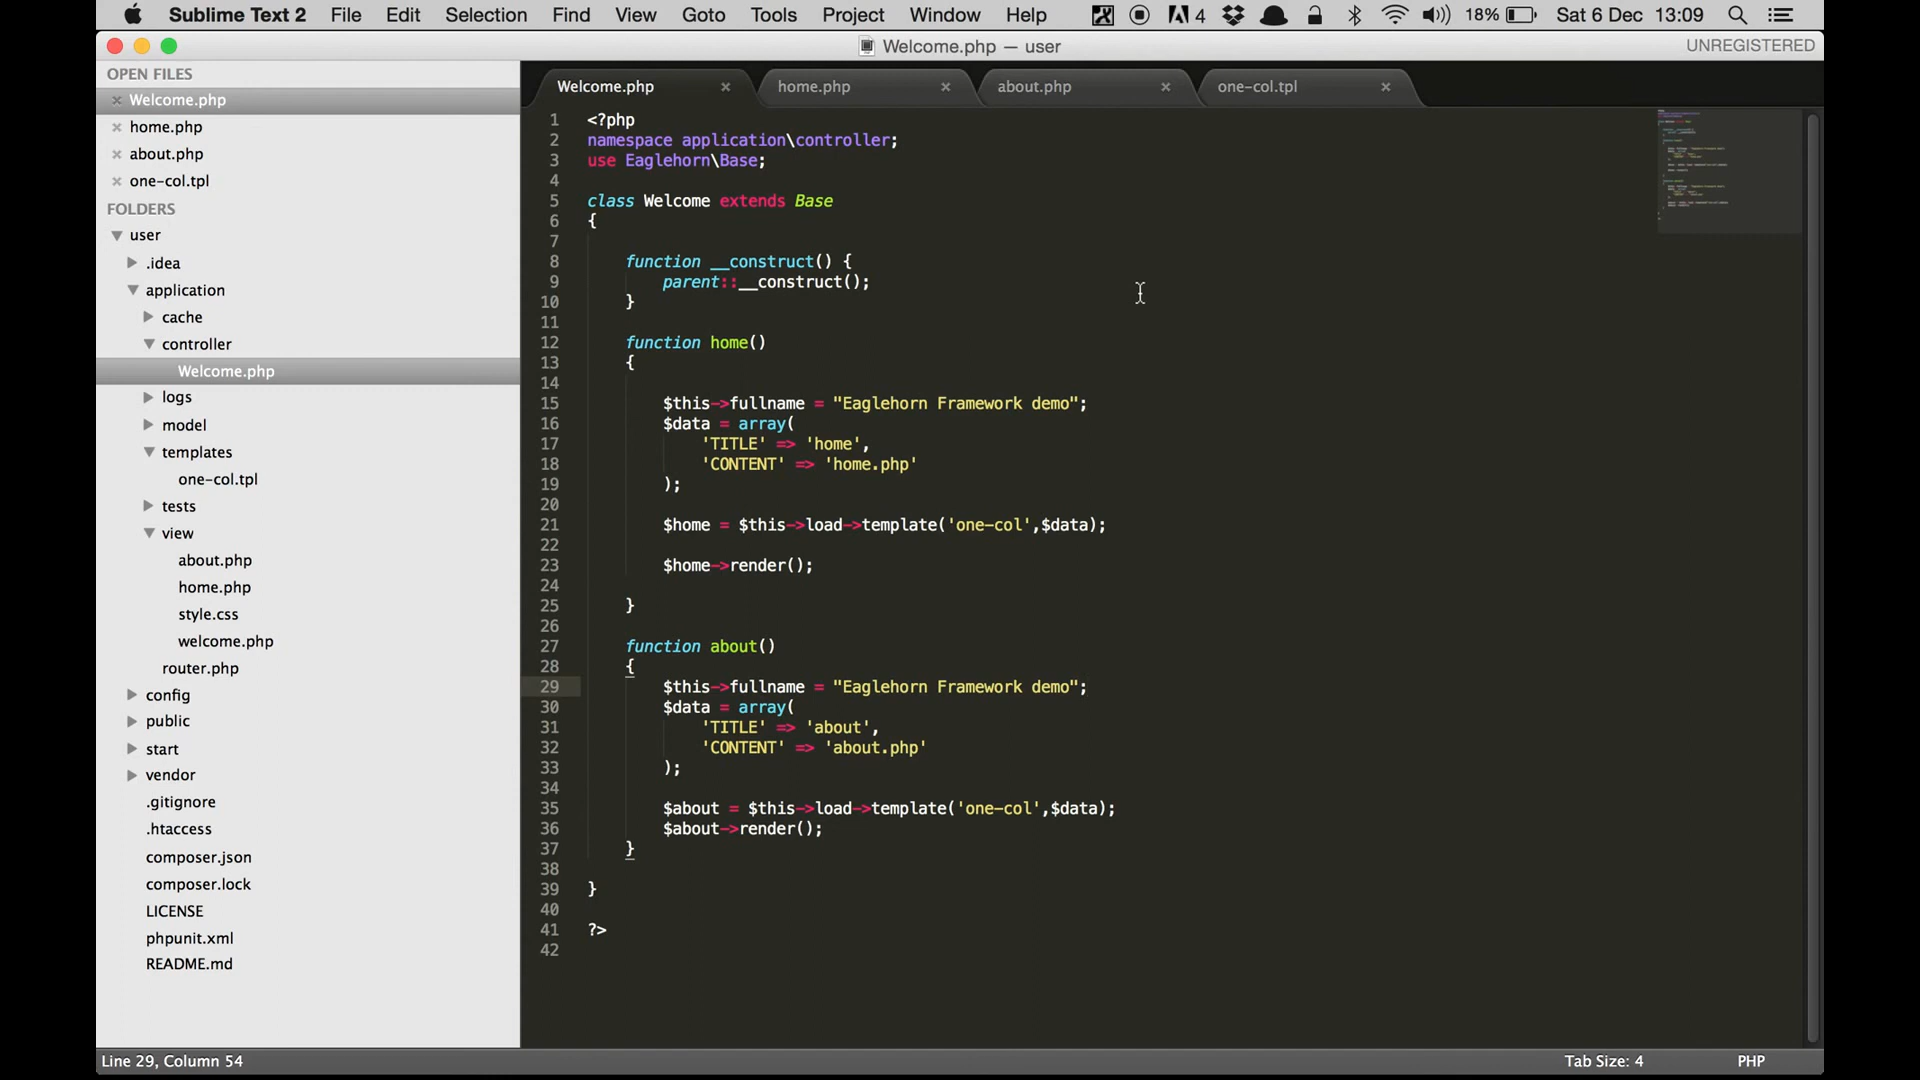 Sublime Text 2 File Edit Selection Find View Goto Tools Project Window Help 4 18% Sat 6 Dec 13:09
Welcome.php — user UNREGISTERED
OPEN FILES
Welcome.php
home.php
about.php
one-col.tpl
FOLDERS
user
.idea
application
cache
controller
Welcome.php
logs
model
templates
one-col.tpl
tests
view
about.php
home.php
style.css
welcome.php
router.php
config
public
start
vendor
.gitignore
.htaccess
composer.json
composer.lock
LICENSE
phpunit.xml
README.md
Welcome.php home.php about.php one-col.tpl
1 <?php
2 namespace application\controller;
3 use Eaglehorn\Base;
4
5 class Welcome extends Base
6 {
7
8 function __construct() {
9 parent::__construct();
10 }
11
12 function home()
13 {
14
15 $this->fullname = "Eaglehorn Framework demo";
16 $data = array(
17 'TITLE' => 'home',
18 'CONTENT' => 'home.php'
19 );
20
21 $home = $this->load->template('one-col',$data);
22
23 $home->render();
24
25 }
26
27 function about()
28 {
29 $this->fullname = "Eaglehorn Framework demo";
30 $data = array(
31 'TITLE' => 'about',
32 'CONTENT' => 'about.php'
33 );
34
35 $about = $this->load->template('one-col',$data);
36 $about->render();
37 }
38
39 }
40
41 ?>
42
Line 29, Column 54 Tab Size: 4 PHP